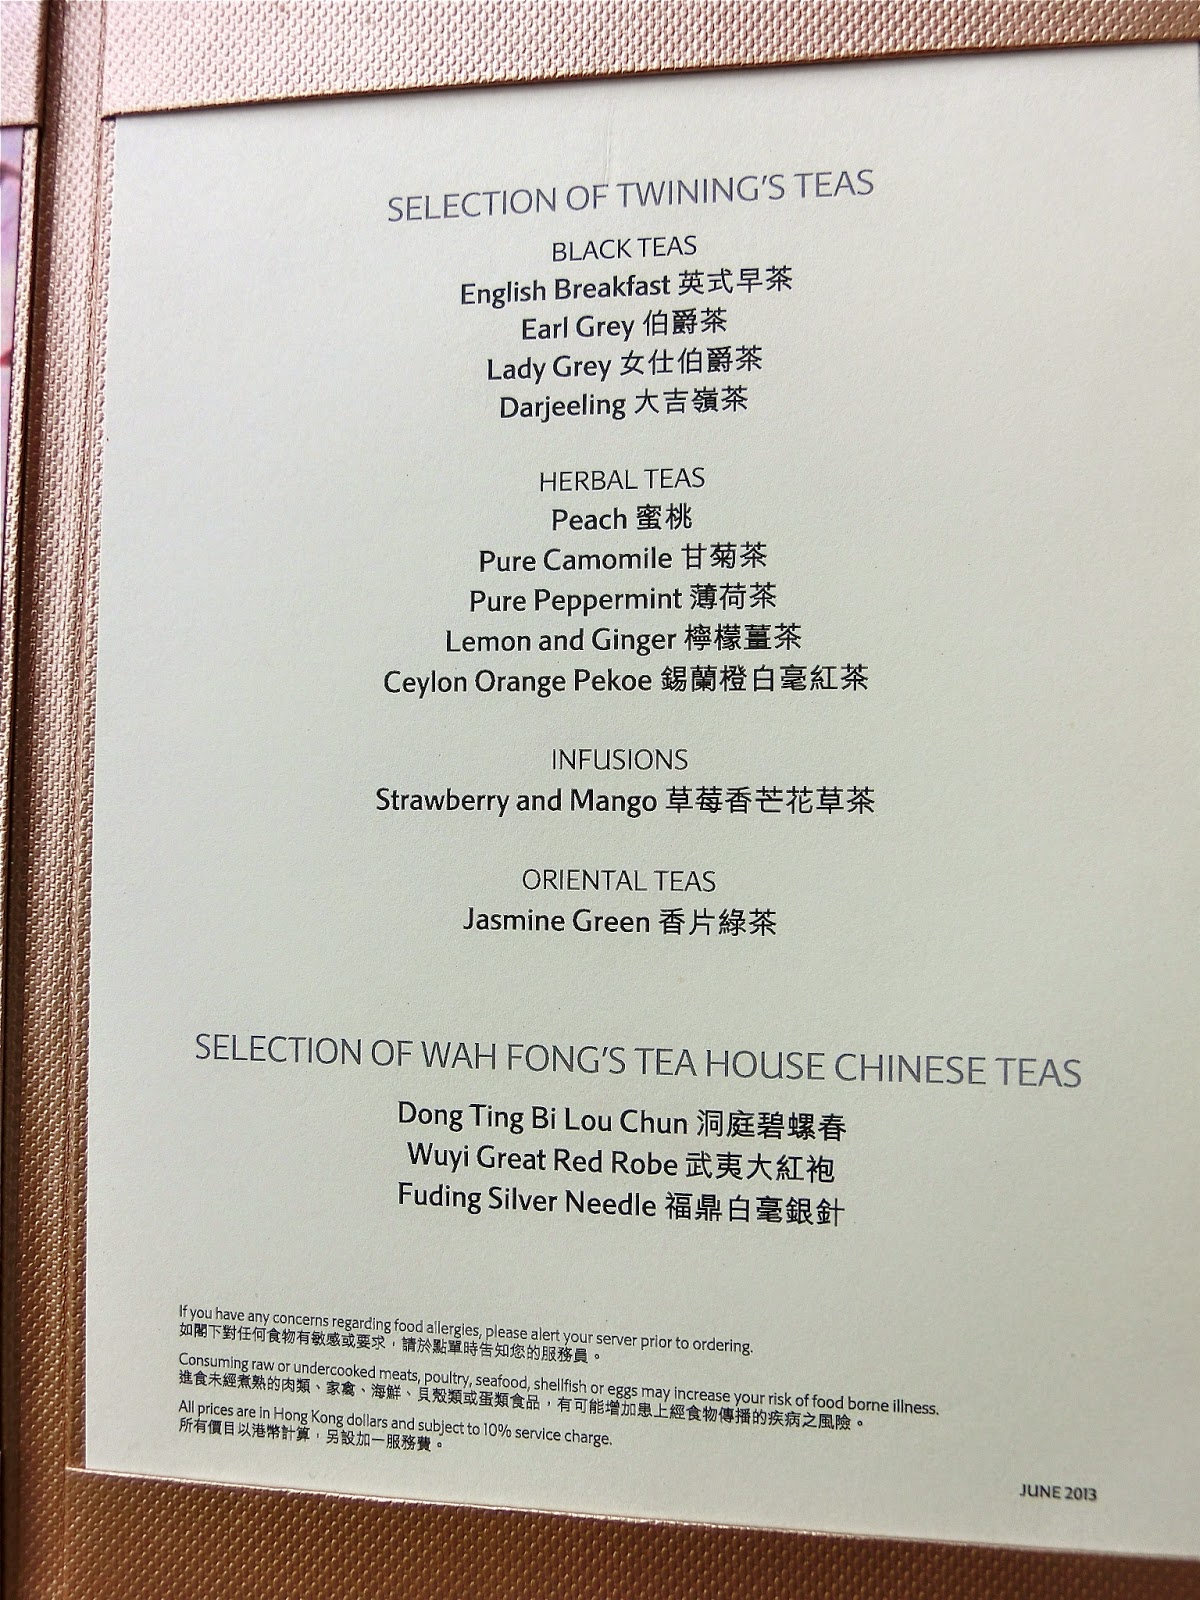 SELECTION OF TWINING'S TEAS
BLACK TEAS
English Breakfast 英式早茶
Earl Grey 伯爵茶
Lady Grey 女仕伯爵茶
Darjeeling 大吉嶺茶
HERBAL TEAS
Peach 蜜桃
Pure Camomile 甘菊茶
Pure Peppermint 薄荷茶
Lemon and Ginger 檸檬薑茶
Ceylon Orange Pekoe 錫蘭橙白毫紅茶
INFUSIONS
Strawberry and Mango 草莓香芒花草茶
ORIENTAL TEAS
Jasmine Green 香片綠茶
SELECTION OF WAH FONG'S TEA HOUSE CHINESE TEAS
Dong Ting Bi Lou Chun 洞庭碧螺春
Wuyi Great Red Robe 武夷大紅袍
Fuding Silver Needle 福鼎白毫銀針
If you have any concerns regarding food allergies, please alert your server prior to ordering.
如閣下對任何食物有敏感或要求，請於點單時告知您的服務員。
Consuming raw or undercooked meats, poultry, seafood, shellfish or eggs may increase your risk of food borne illness.
進食未經煮熟的肉類、家禽、海鮮、貝殼類或蛋類食品，有可能增加患上經食物傳播的疾病之風險。
All prices are in Hong Kong dollars and subject to 10% service charge.
所有價目以港幣計算，另設加一服務費。
JUNE 2013